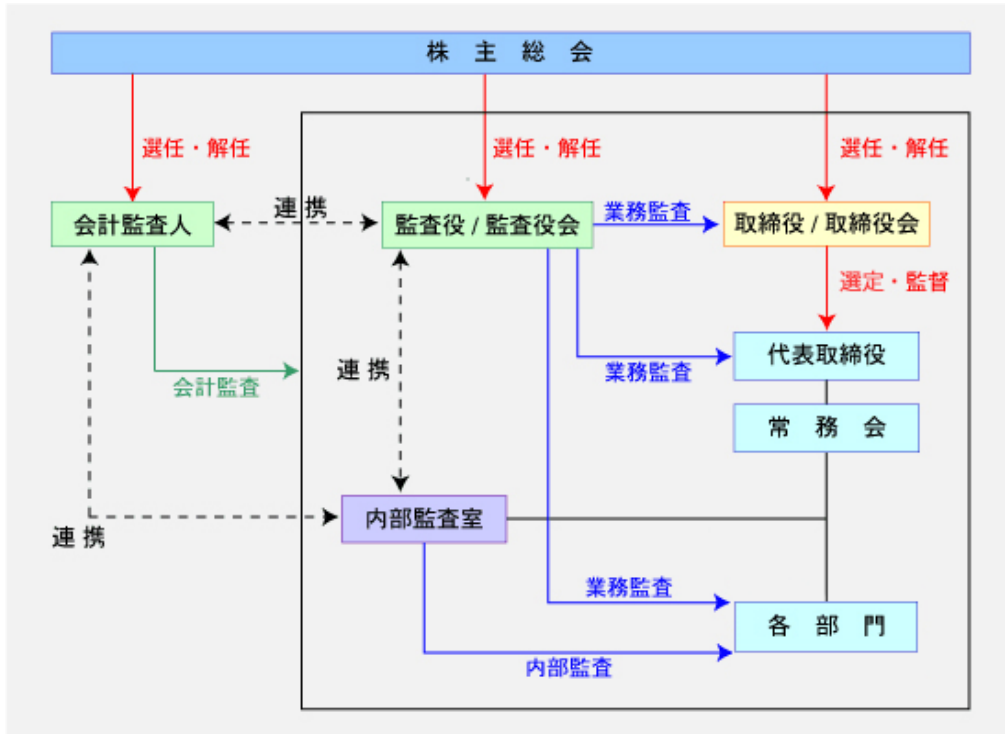 株 主 総 会
選任・解任
選任・解任
選任・解任
会計監査人
連 携
監査役 / 監査役会
業務監査
取締役 / 取締役会
選定・監督
代表取締役
連 携
業務監査
会計監査
常 務 会
内部監査室
連 携
業務監査
各 部 門
内部監査